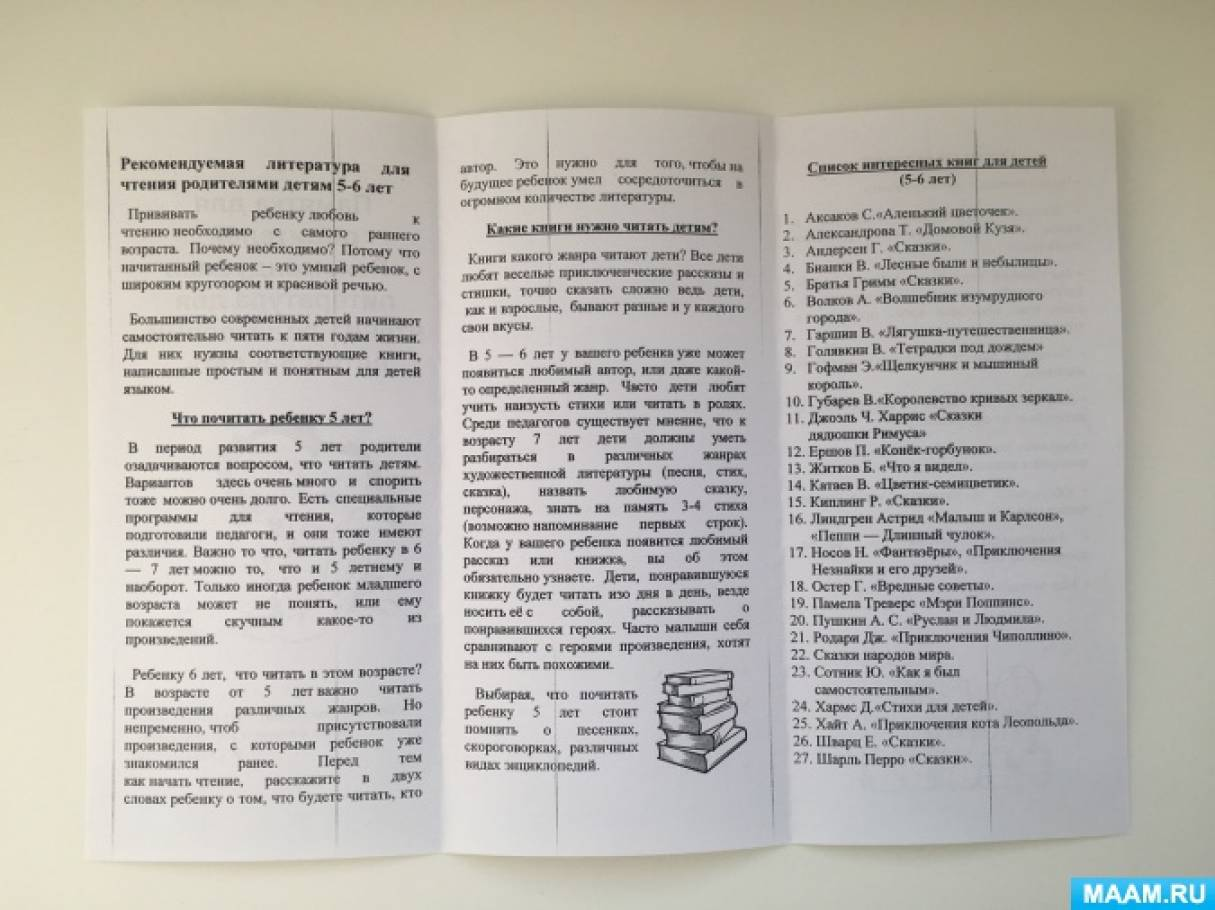 Рекомендуемая литература для
чтения родителями детям 5-6 лет
Прививать ребенку любовь к
чтению необходимо с самого раннего
возраста. Почему необходимо? Потому что
начитанный ребенок – это умный ребенок, с
широким кругозором и красивой речью.
Большинство современных детей начинают
самостоятельно читать к пяти годам жизни.
Для них нужны соответствующие книги,
написанные простым и понятным для детей
языком.
Что почитать ребенку 5 лет?
В период развития 5 лет родители
озадачиваются вопросом, что читать детям.
Вариантов здесь очень много и спорить
тоже можно очень долго. Есть специальные
программы для чтения, которые
подготовили педагоги, и они тоже имеют
различия. Важно то что, читать ребенку в 6
— 7 лет можно то, что и 5 летнему и
наоборот. Только иногда ребенок младшего
возраста может не понять, или ему
покажется скучным какое-то из
произведений.
Ребенку 6 лет, что читать в этом возрасте?
В возрасте от 5 лет важно читать
произведения различных жанров. Но
непременно, чтоб присутствовали
произведения, с которыми ребенок уже
знакомился ранее. Перед тем
как начать чтение, расскажите в двух
словах ребенку о том, что будете читать, кто
автор. Это нужно для того, чтобы на
будущее ребенок умел сосредоточиться в
огромном количестве литературы.
Какие книги нужно читать детям?
Книги какого жанра читают дети? Все дети
любят веселые приключенческие рассказы и
стишки, точно сказать сложно ведь дети,
как и взрослые, бывают разные и у каждого
свои вкусы.
В 5 — 6 лет у вашего ребенка уже может
появиться любимый автор, или даже какой-
то определенный жанр. Часто дети любят
учить наизусть стихи или читать в ролях.
Среди педагогов существует мнение, что к
возрасту 7 лет дети должны уметь
разбираться в различных жанрах
художественной литературы (песня, стих,
сказка), назвать любимую сказку,
персонажа, знать на память 3-4 стиха
(возможно напоминание первых строк).
Когда у вашего ребенка появится любимый
рассказ или книжка, вы об этом
обязательно узнаете. Дети, понравившуюся
книжку будет читать изо дня в день, везде
носить её с собой, рассказывать о
понравившихся героях. Часто малыши себя
сравнивают с героями произведения, хотят
на них быть похожими.
Выбирая, что почитать
ребенку 5 лет стоит
помнить о песенках,
скороговорках, различных
видах энциклопедий.
Список интересных книг для детей
(5-6 лет)
1. Аксаков С.«Аленький цветочек».
2. Александрова Т. «Домовой Кузя».
3. Андерсен Г. «Сказки».
4. Бианки В. «Лесные были и небылицы».
5. Братья Гримм «Сказки».
6. Волков А. «Волшебник изумрудного
города».
7. Гаршин В. «Лягушка-путешественница».
8. Голявкин В. «Тетрадки под дождем»
9. Гофман Э.«Щелкунчик и мышиный
король».
10. Губарев В.«Королевство кривых зеркал».
11. Джоэль Ч. Харрис «Сказки
дядюшки Римуса»
12. Ершов П. «Конёк-горбунок».
13. Житков Б. «Что я видел».
14. Катаев В. «Цветик-семицветик».
15. Киплинг Р. «Сказки».
16. Линдгрен Астрид «Малыш и Карлсон»,
«Пеппи — Длинный чулок».
17. Носов Н. «Фантазёры», «Приключения
Незнайки и его друзей».
18. Остер Г. «Вредные советы».
19. Памела Треверс «Мэри Поппинс».
20. Пушкин А. С. «Руслан и Людмила».
21. Родари Дж. «Приключения Чиполлино».
22. Сказки народов мира.
23. Сотник Ю. «Как я был
самостоятельным».
24. Хармс Д.«Стихи для детей».
25. Хайт А. «Приключения кота Леопольда».
26. Шварц Е. «Сказки».
27. Шарль Перро «Сказки».
MAAM.RU